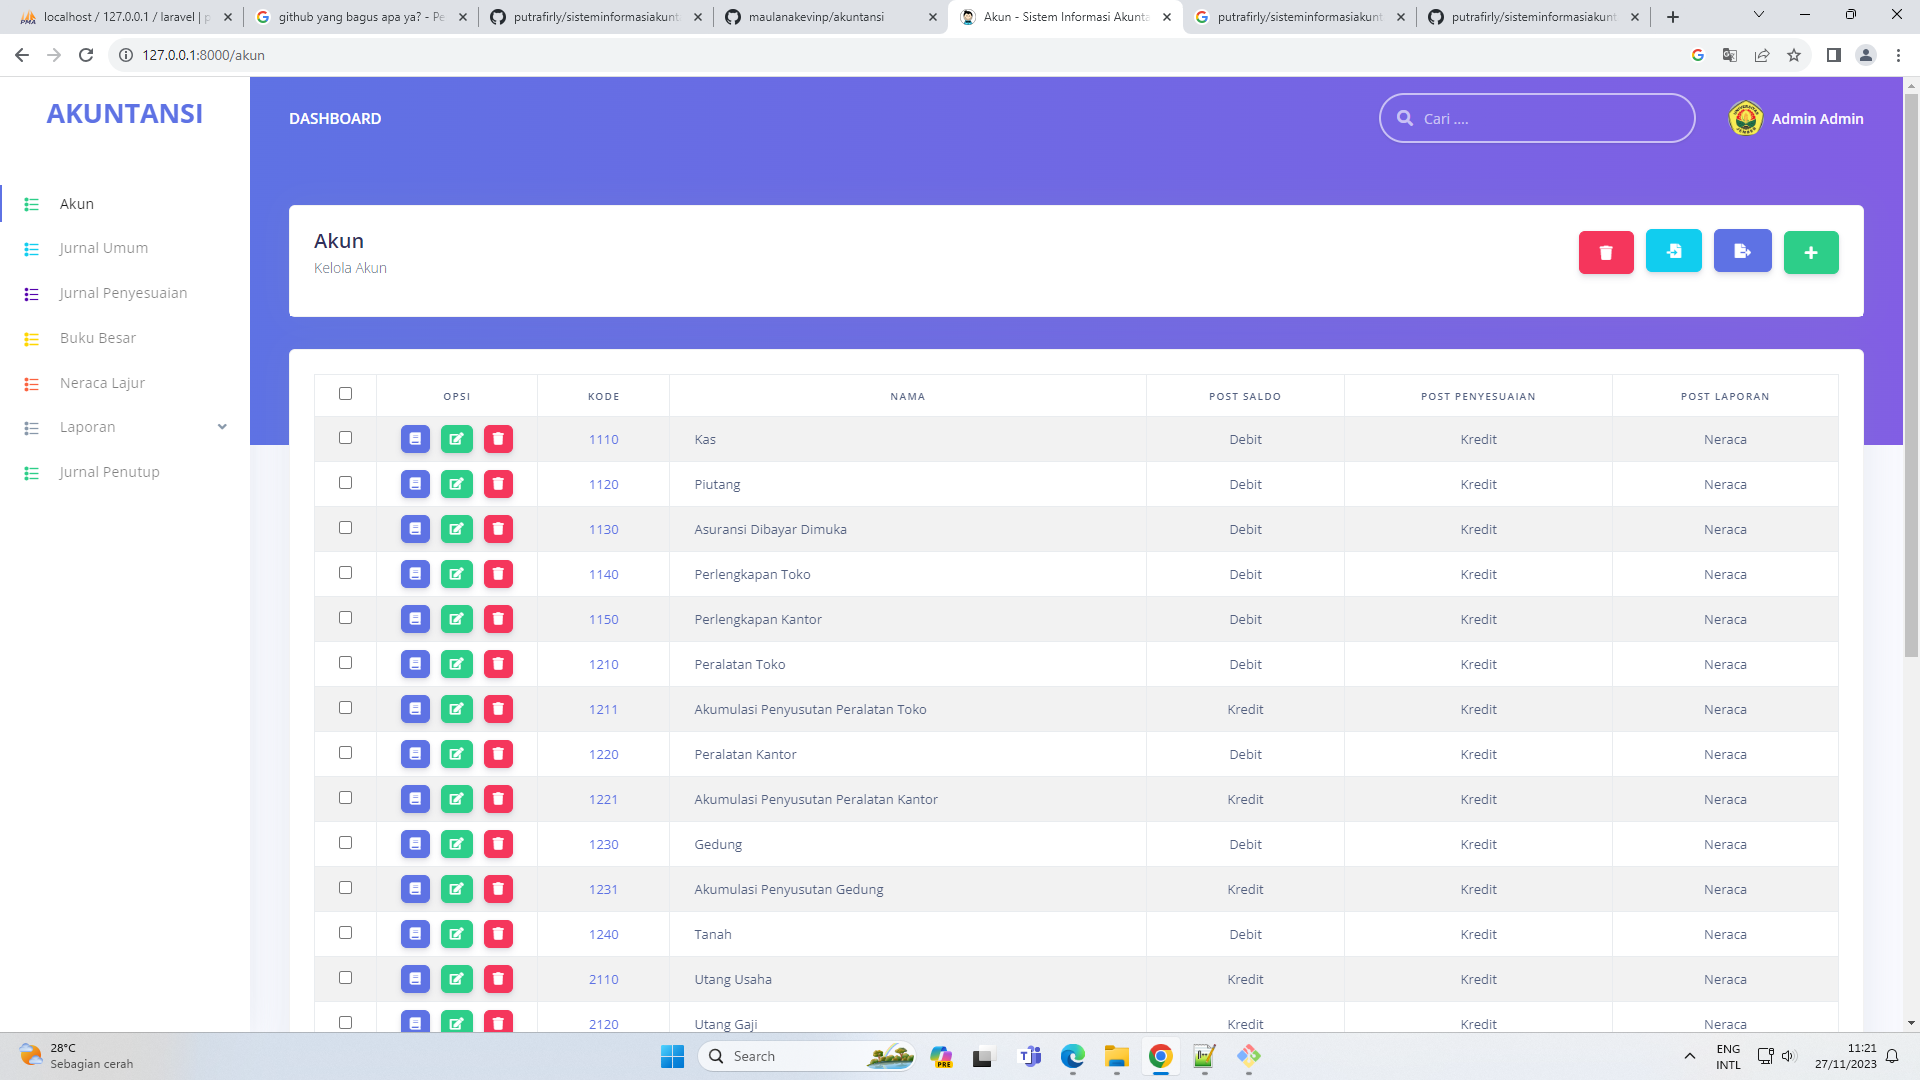 localhost / 127.0.0.1 / laravel | p
github yang bagus apa ya? - Pe
putrafirly/sisteminformasiakunt
maulanakevinp/akuntansi
Akun - Sistem Informasi Akunta
putrafirly/sisteminformasiakunt
putrafirly/sisteminformasiakunt
127.0.0.1:8000/akun
AKUNTANSI
DASHBOARD
Cari ....
Admin Admin
Akun
Jurnal Umum
Jurnal Penyesuaian
Buku Besar
Neraca Lajur
Laporan
Jurnal Penutup
Akun
Kelola Akun
OPSI KODE NAMA POST SALDO POST PENYESUAIAN POST LAPORAN
1110 Kas Debit Kredit Neraca
1120 Piutang Debit Kredit Neraca
1130 Asuransi Dibayar Dimuka Debit Kredit Neraca
1140 Perlengkapan Toko Debit Kredit Neraca
1150 Perlengkapan Kantor Debit Kredit Neraca
1210 Peralatan Toko Debit Kredit Neraca
1211 Akumulasi Penyusutan Peralatan Toko Kredit Kredit Neraca
1220 Peralatan Kantor Debit Kredit Neraca
1221 Akumulasi Penyusutan Peralatan Kantor Kredit Kredit Neraca
1230 Gedung Debit Kredit Neraca
1231 Akumulasi Penyusutan Gedung Kredit Kredit Neraca
1240 Tanah Debit Kredit Neraca
2110 Utang Usaha Kredit Kredit Neraca
2120 Utang Gaji Kredit Kredit Neraca
28°C
Sebagian cerah
Search
PRE
ENG
INTL
11:21
27/11/2023